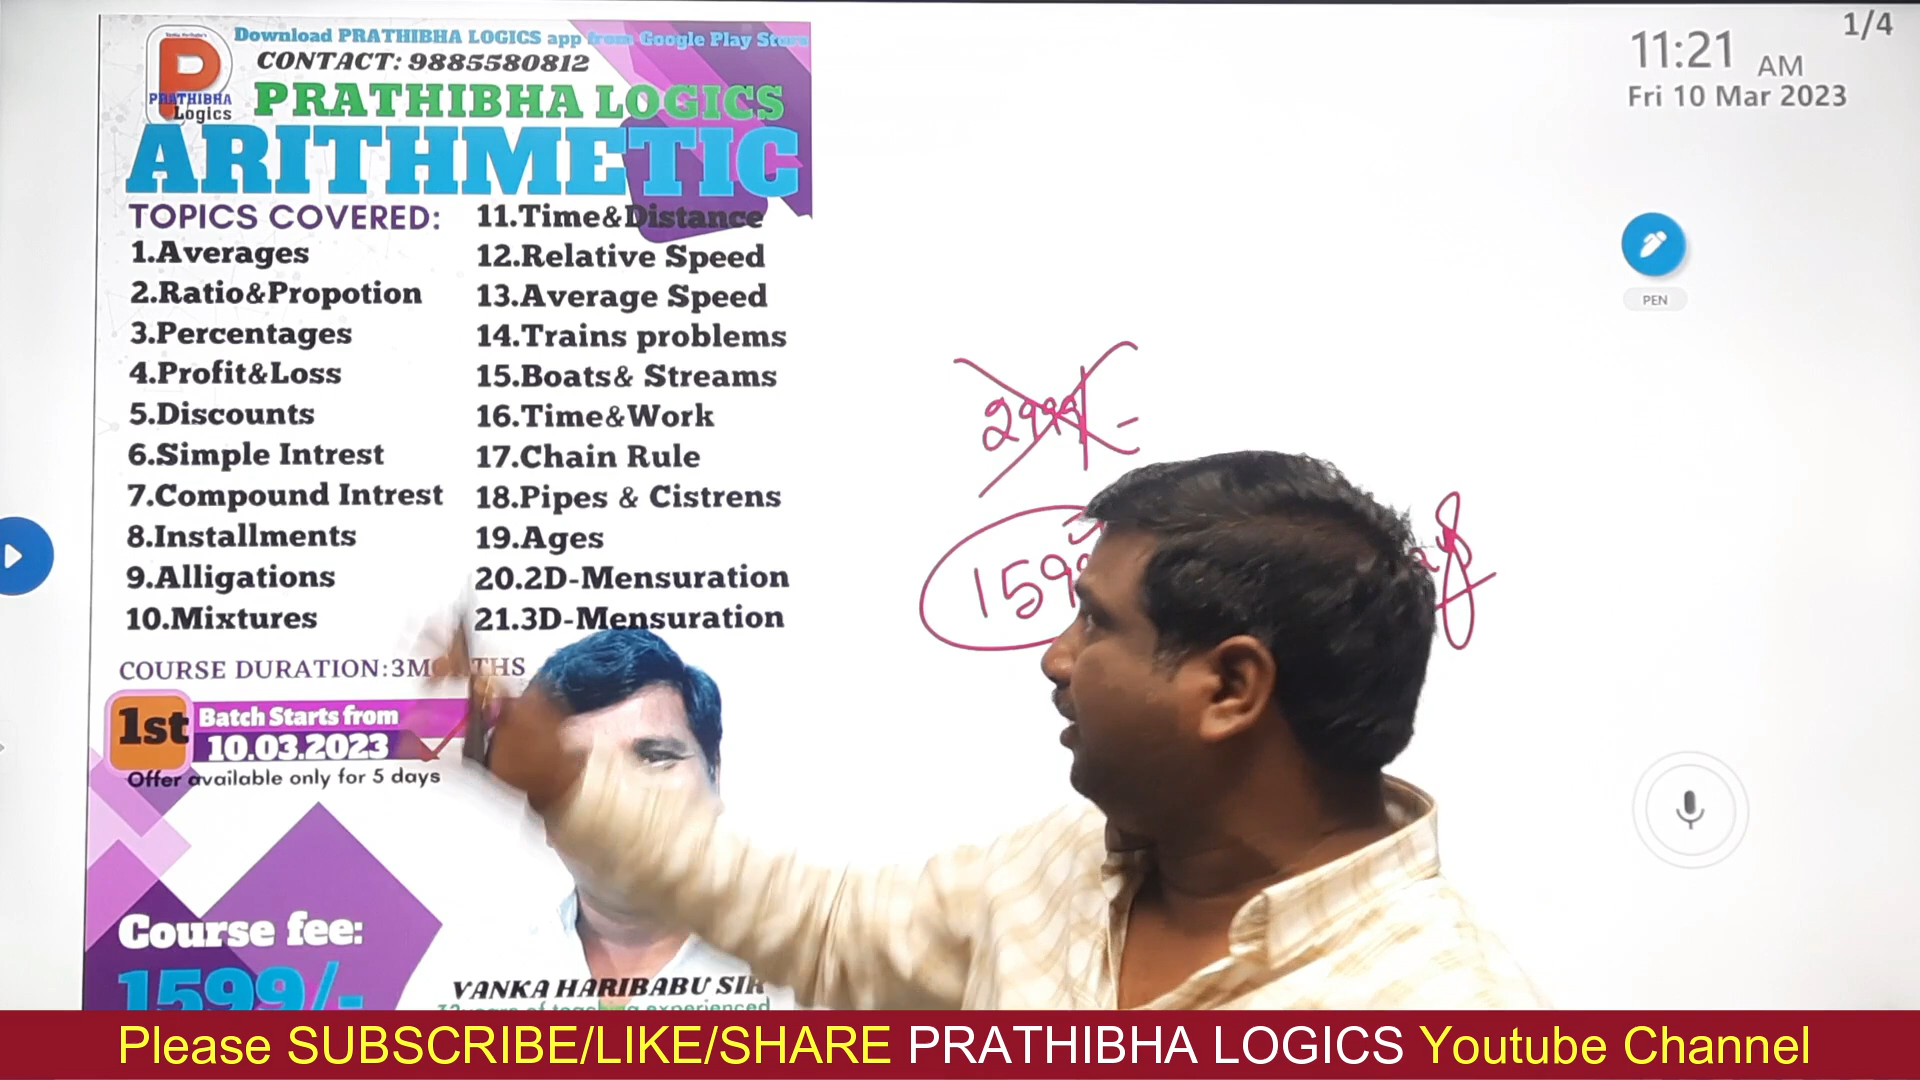 1/4
11:21 AM
Fri 10 Mar 2023
PEN
Download PRATHIBHA LOGICS app from Google Play Store
CONTACT: 9885580812
PRATHIBHA
Logics
PRATHIBHA LOGICS
ARITHMETIC
TOPICS COVERED:
1.Averages
2.Ratio&Propotion
3.Percentages
4.Profit&Loss
5.Discounts
6.Simple Intrest
7.Compound Intrest
8.Installments
9.Alligations
10.Mixtures
11.Time&Distance
12.Relative Speed
13.Average Speed
14.Trains problems
15.Boats& Streams
16.Time&Work
17.Chain Rule
18.Pipes & Cistrens
19.Ages
20.2D-Mensuration
21.3D-Mensuration
COURSE DURATION:3MONTHS
1st
Batch Starts from
10.03.2023
Offer available only for 5 days
Course fee:
1599/-
VANKA HARIBABU SIR
2999/-
Please SUBSCRIBE/LIKE/SHARE PRATHIBHA LOGICS Youtube Channel